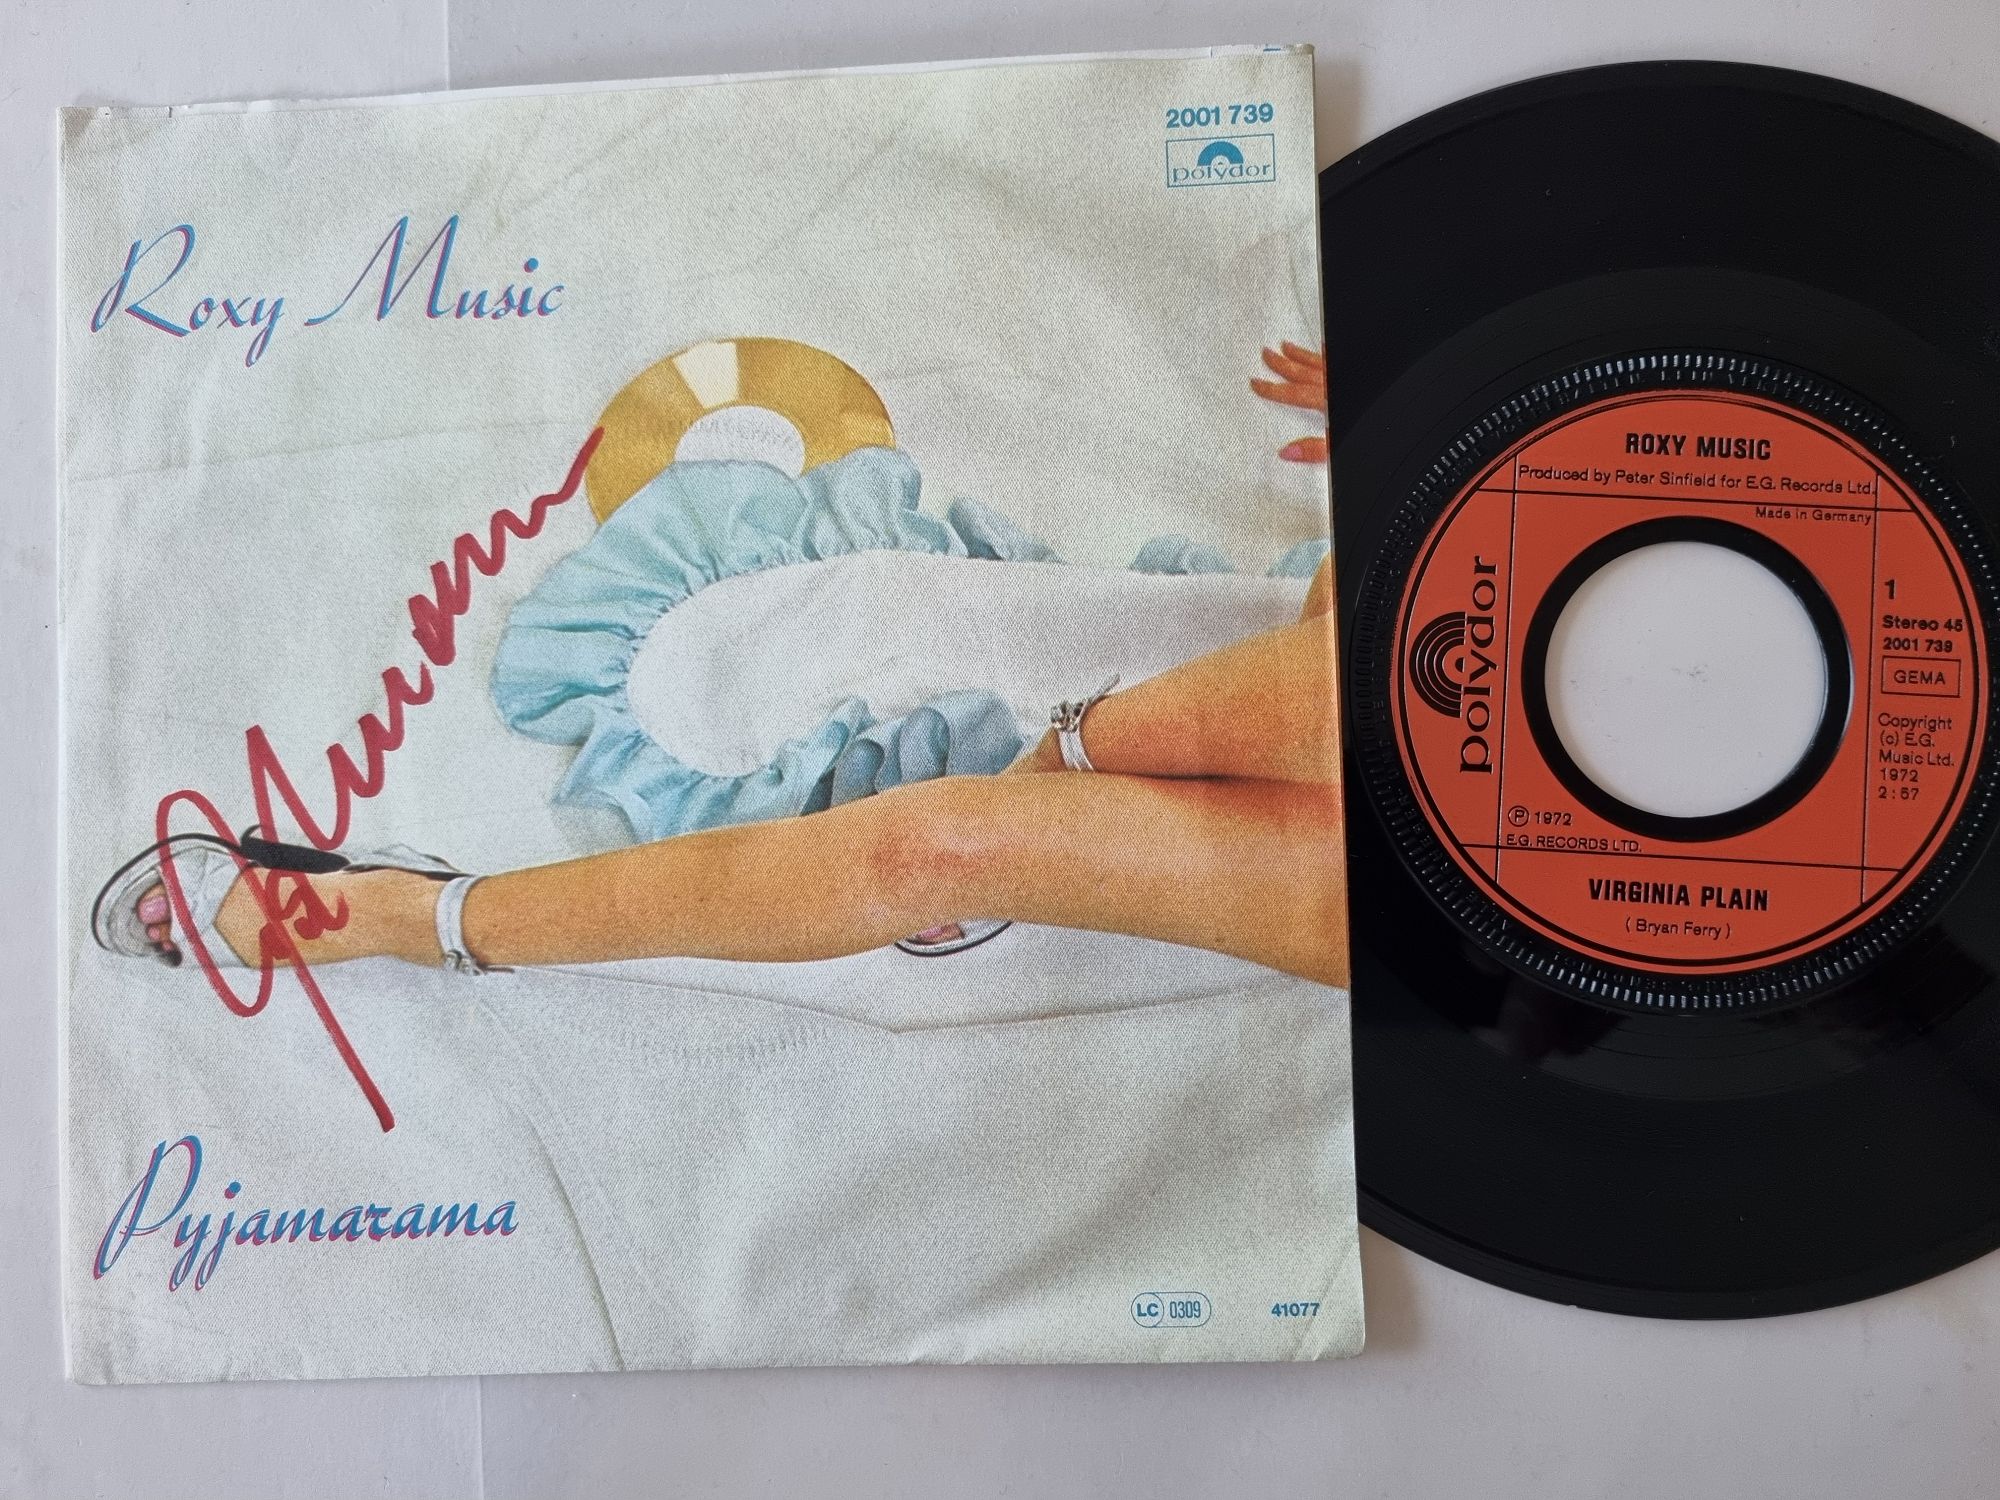 2001 739
polydor
Roxy Music
Pyjamarama
LC 0309
41077
ROXY MUSIC
Produced by Peter Sinfield for E.G. Records Ltd.
Made in Germany
polydor
1
Stereo 45
2001 739
GEMA
Copyright
(c) E.G.
Music Ltd.
1972
2:57
Ⓟ 1972
E.G. RECORDS LTD.
VIRGINIA PLAIN
( Bryan Ferry )